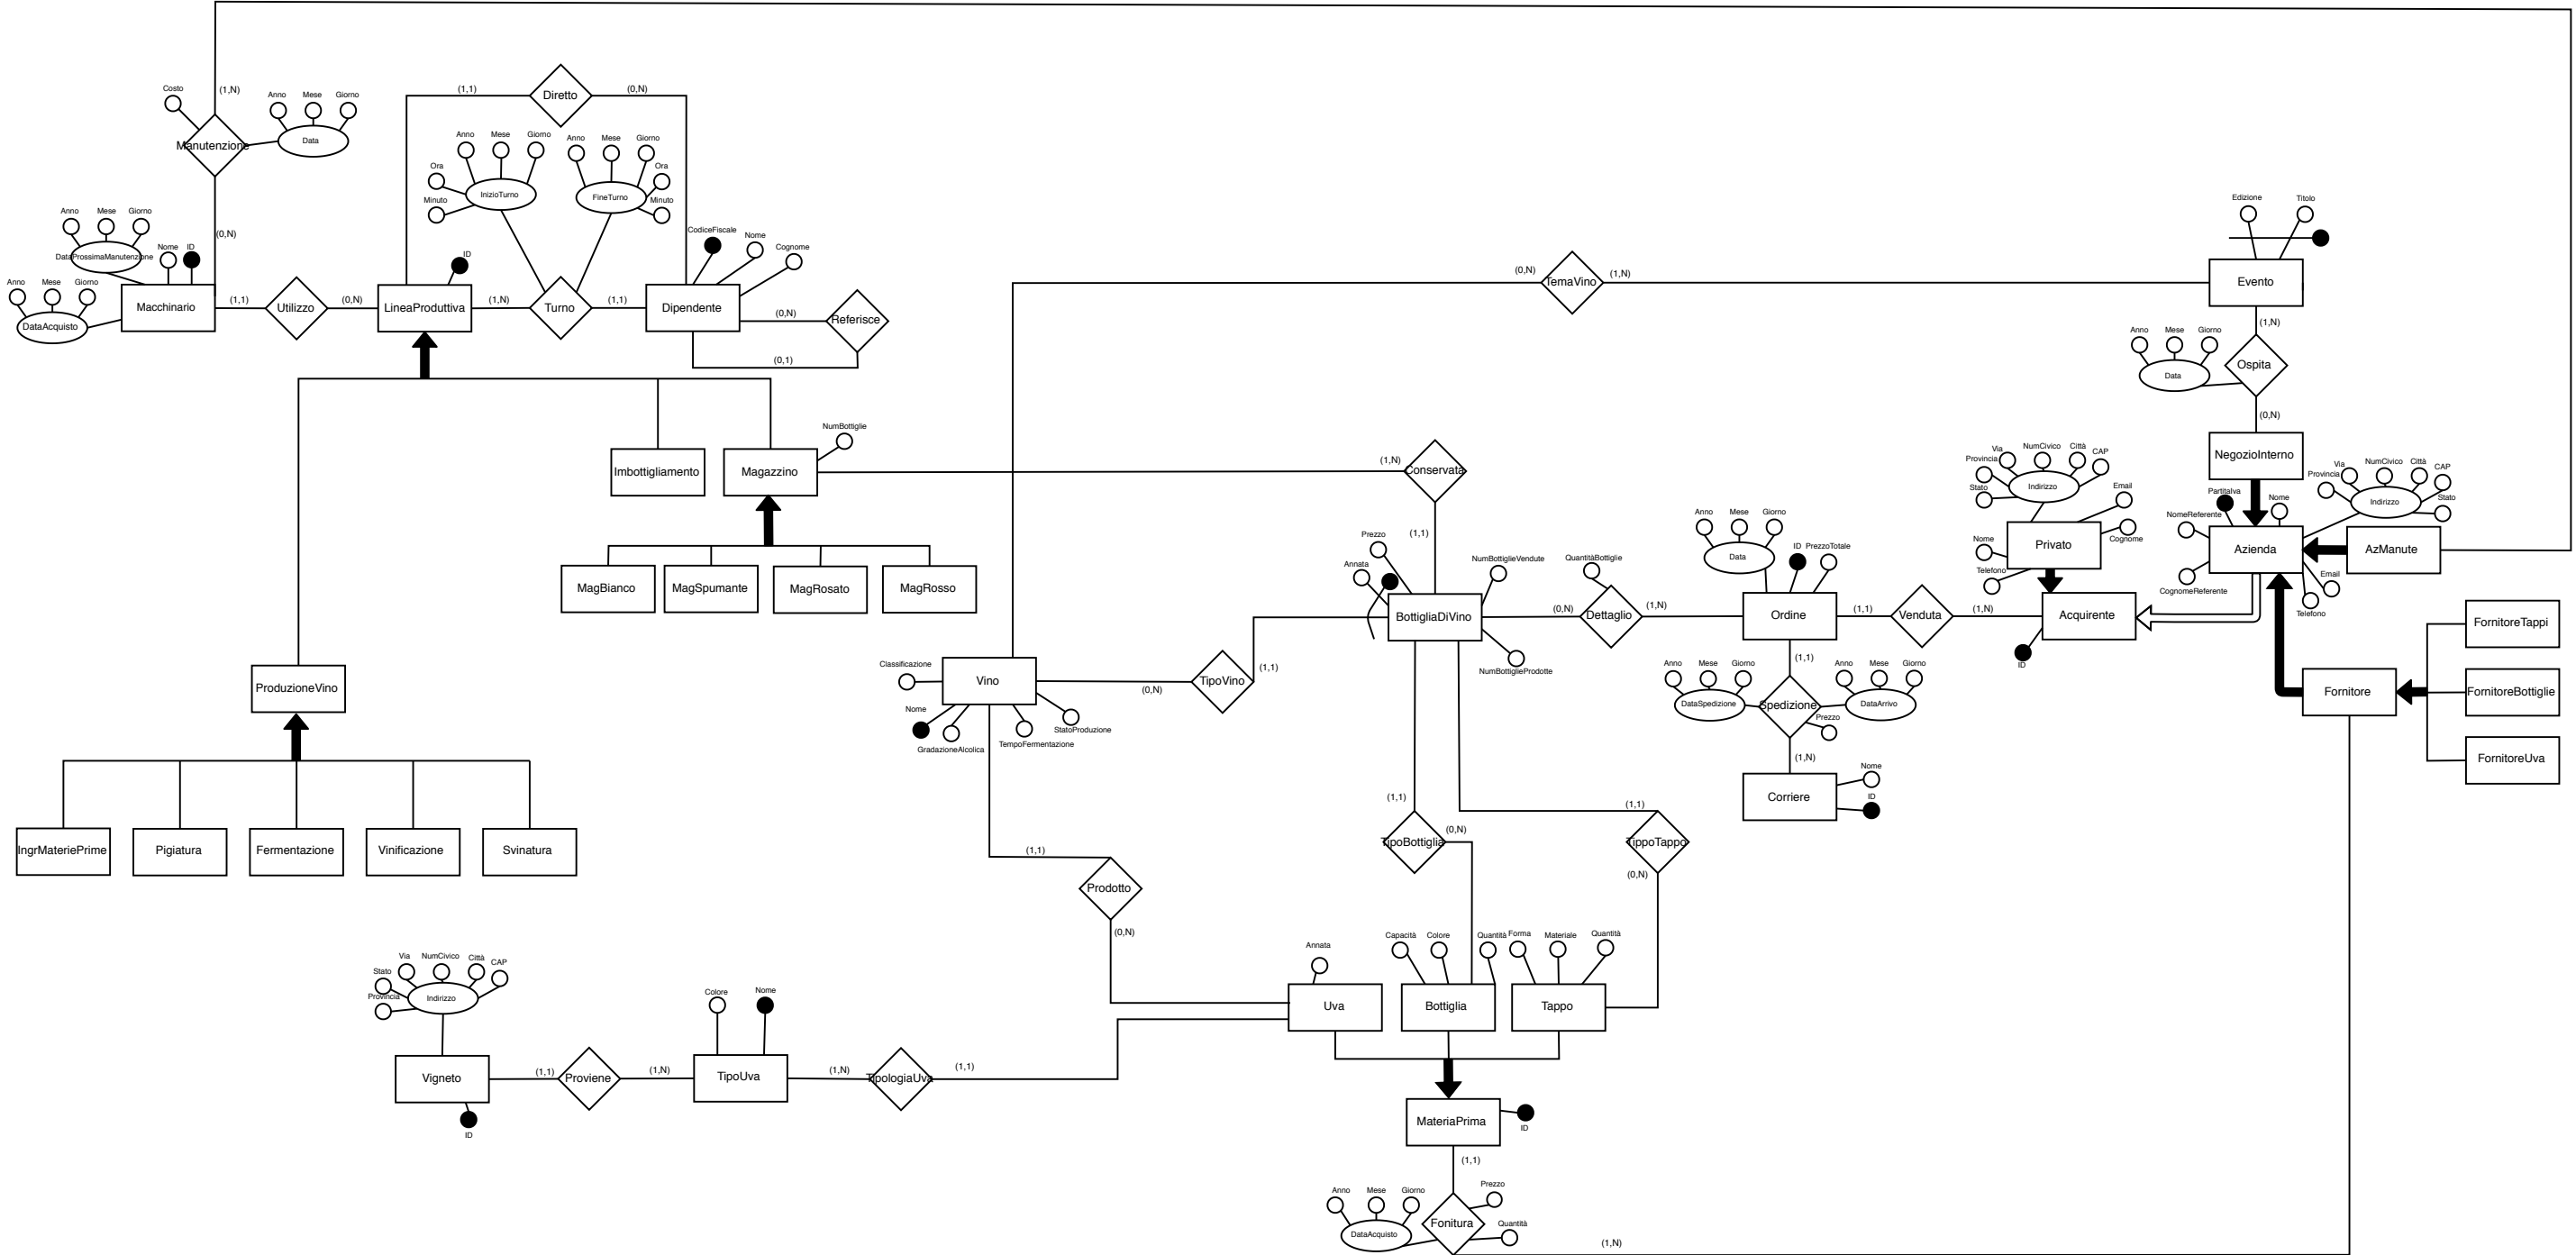 Costo
(1,N)
Anno Mese Giorno
Data
Manutenzione
(0,N)
Anno Mese Giorno
DataProssimaManutenzione
Nome ID
Anno Mese Giorno
DataAcquisto
Macchinario
(1,1)
Utilizzo
(0,N)
(1,1)
Diretto
(0,N)
Anno Mese Giorno
Ora
Minuto
InizioTurno
Anno Mese Giorno
Ora
Minuto
FineTurno
ID
LineaProduttiva
(1,N)
Turno
(1,1)
CodiceFiscale
Nome
Cognome
Dipendente
(0,N)
Referisce
(0,1)
Imbottigliamento
Magazzino
NumBottiglie
MagBianco
MagSpumante
MagRosato
MagRosso
ProduzioneVino
IngrMateriePrime
Pigiatura
Fermentazione
Vinificazione
Svinatura
(0,N)
TemaVino
(1,N)
Edizione
Titolo
Evento
(1,N)
Anno Mese Giorno
Data
Ospita
(0,N)
NegozioInterno
(1,N)
Conservata
(1,1)
Prezzo
Annata
NumBottiglieVendute
BottigliaDiVino
NumBottiglieProdotte
(0,N)
QuantitàBottiglie
Dettaglio
(1,N)
Anno Mese Giorno
Data
ID PrezzoTotale
Ordine
(1,1)
Venduta
(1,N)
Acquirente
ID
Via NumCivico Città CAP
Provincia
Stato
Indirizzo
Email
Nome
Cognome
Telefono
Privato
PartitaIva
Nome
NomeReferente
CognomeReferente
Azienda
Email
Telefono
Via NumCivico Città CAP
Provincia
Stato
Indirizzo
AzManute
FornitoreTappi
FornitoreBottiglie
FornitoreUva
Fornitore
Classificazione
Vino
Nome
GradazioneAlcolica
TempoFermentazione
StatoProduzione
(0,N)
TipoVino
(1,1)
(1,1)
Anno Mese Giorno
DataSpedizione
Spedizione
Anno Mese Giorno
DataArrivo
Prezzo
(1,N)
Corriere
Nome
ID
(1,1)
TipoBottiglia
(0,N)
(1,1)
TippoTappo
(0,N)
(1,1)
Prodotto
(0,N)
Annata
Uva
Capacità Colore Quantità
Bottiglia
Forma Materiale Quantità
Tappo
Via NumCivico Città CAP
Stato
Provincia
Indirizzo
Vigneto
ID
(1,1)
Proviene
(1,N)
Colore Nome
TipoUva
(1,N)
TipologiaUva
(1,1)
MateriaPrima
ID
(1,1)
Anno Mese Giorno
DataAcquisto
Fonitura
Prezzo
Quantità
(1,N)